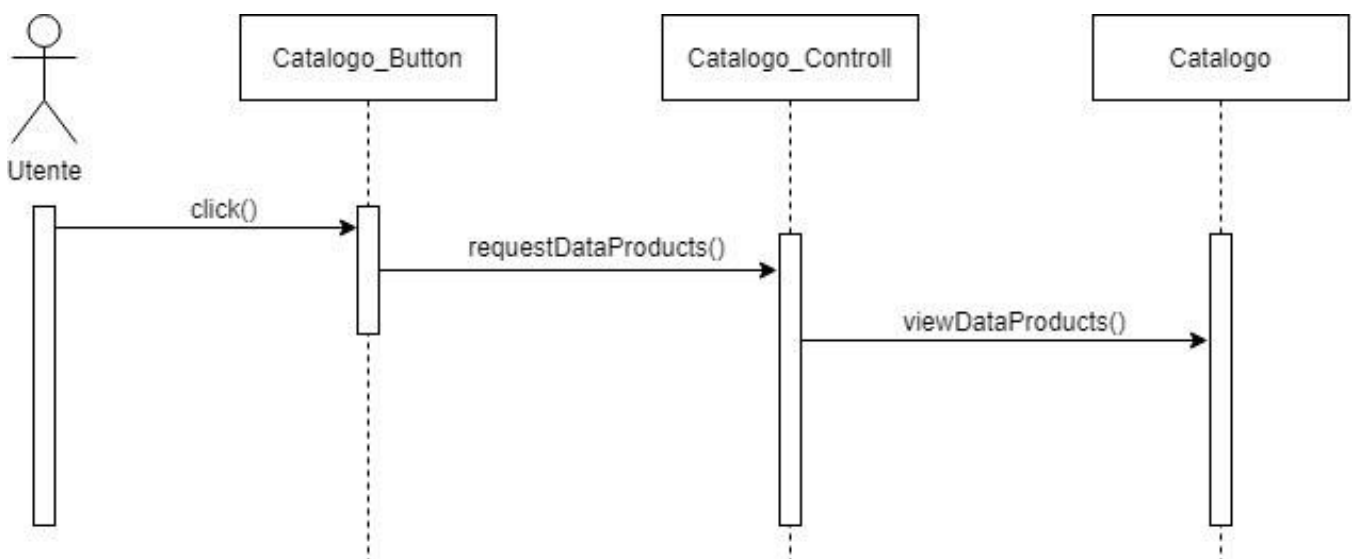 Catalogo_Button
Catalogo_Controll
Catalogo
Utente
click()
requestDataProducts()
viewDataProducts()